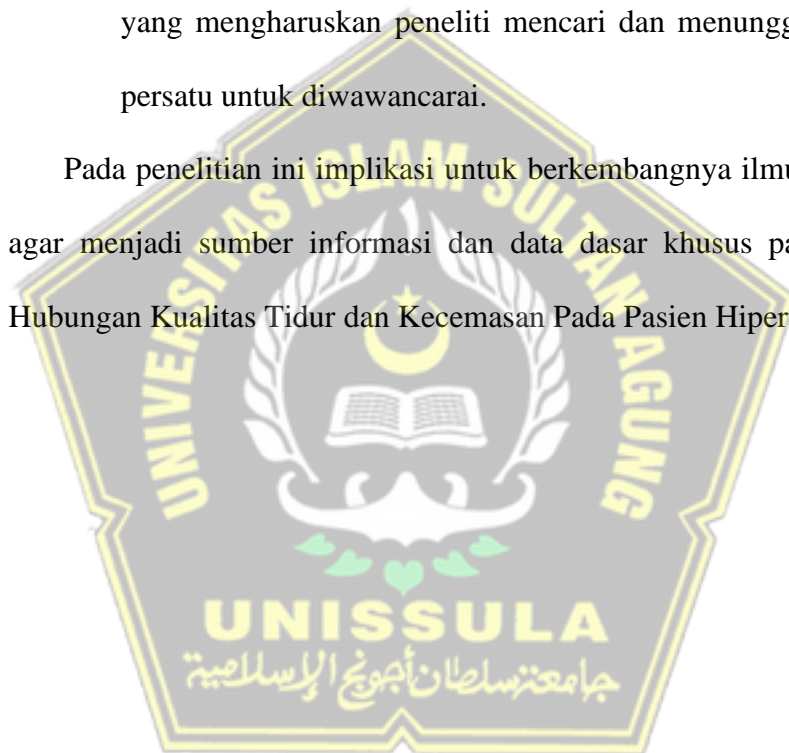 yang mengharuskan peneliti mencari dan menungg
persatu untuk diwawancarai.
Pada penelitian ini implikasi untuk berkembangnya ilmu
agar menjadi sumber informasi dan data dasar khusus pa
Hubungan Kualitas Tidur dan Kecemasan Pada Pasien Hiper
UNIVERSITAS ISLAM SULTAN AGUNG
UNISSULA
جامعتنسلطان أجونج الإسلامية